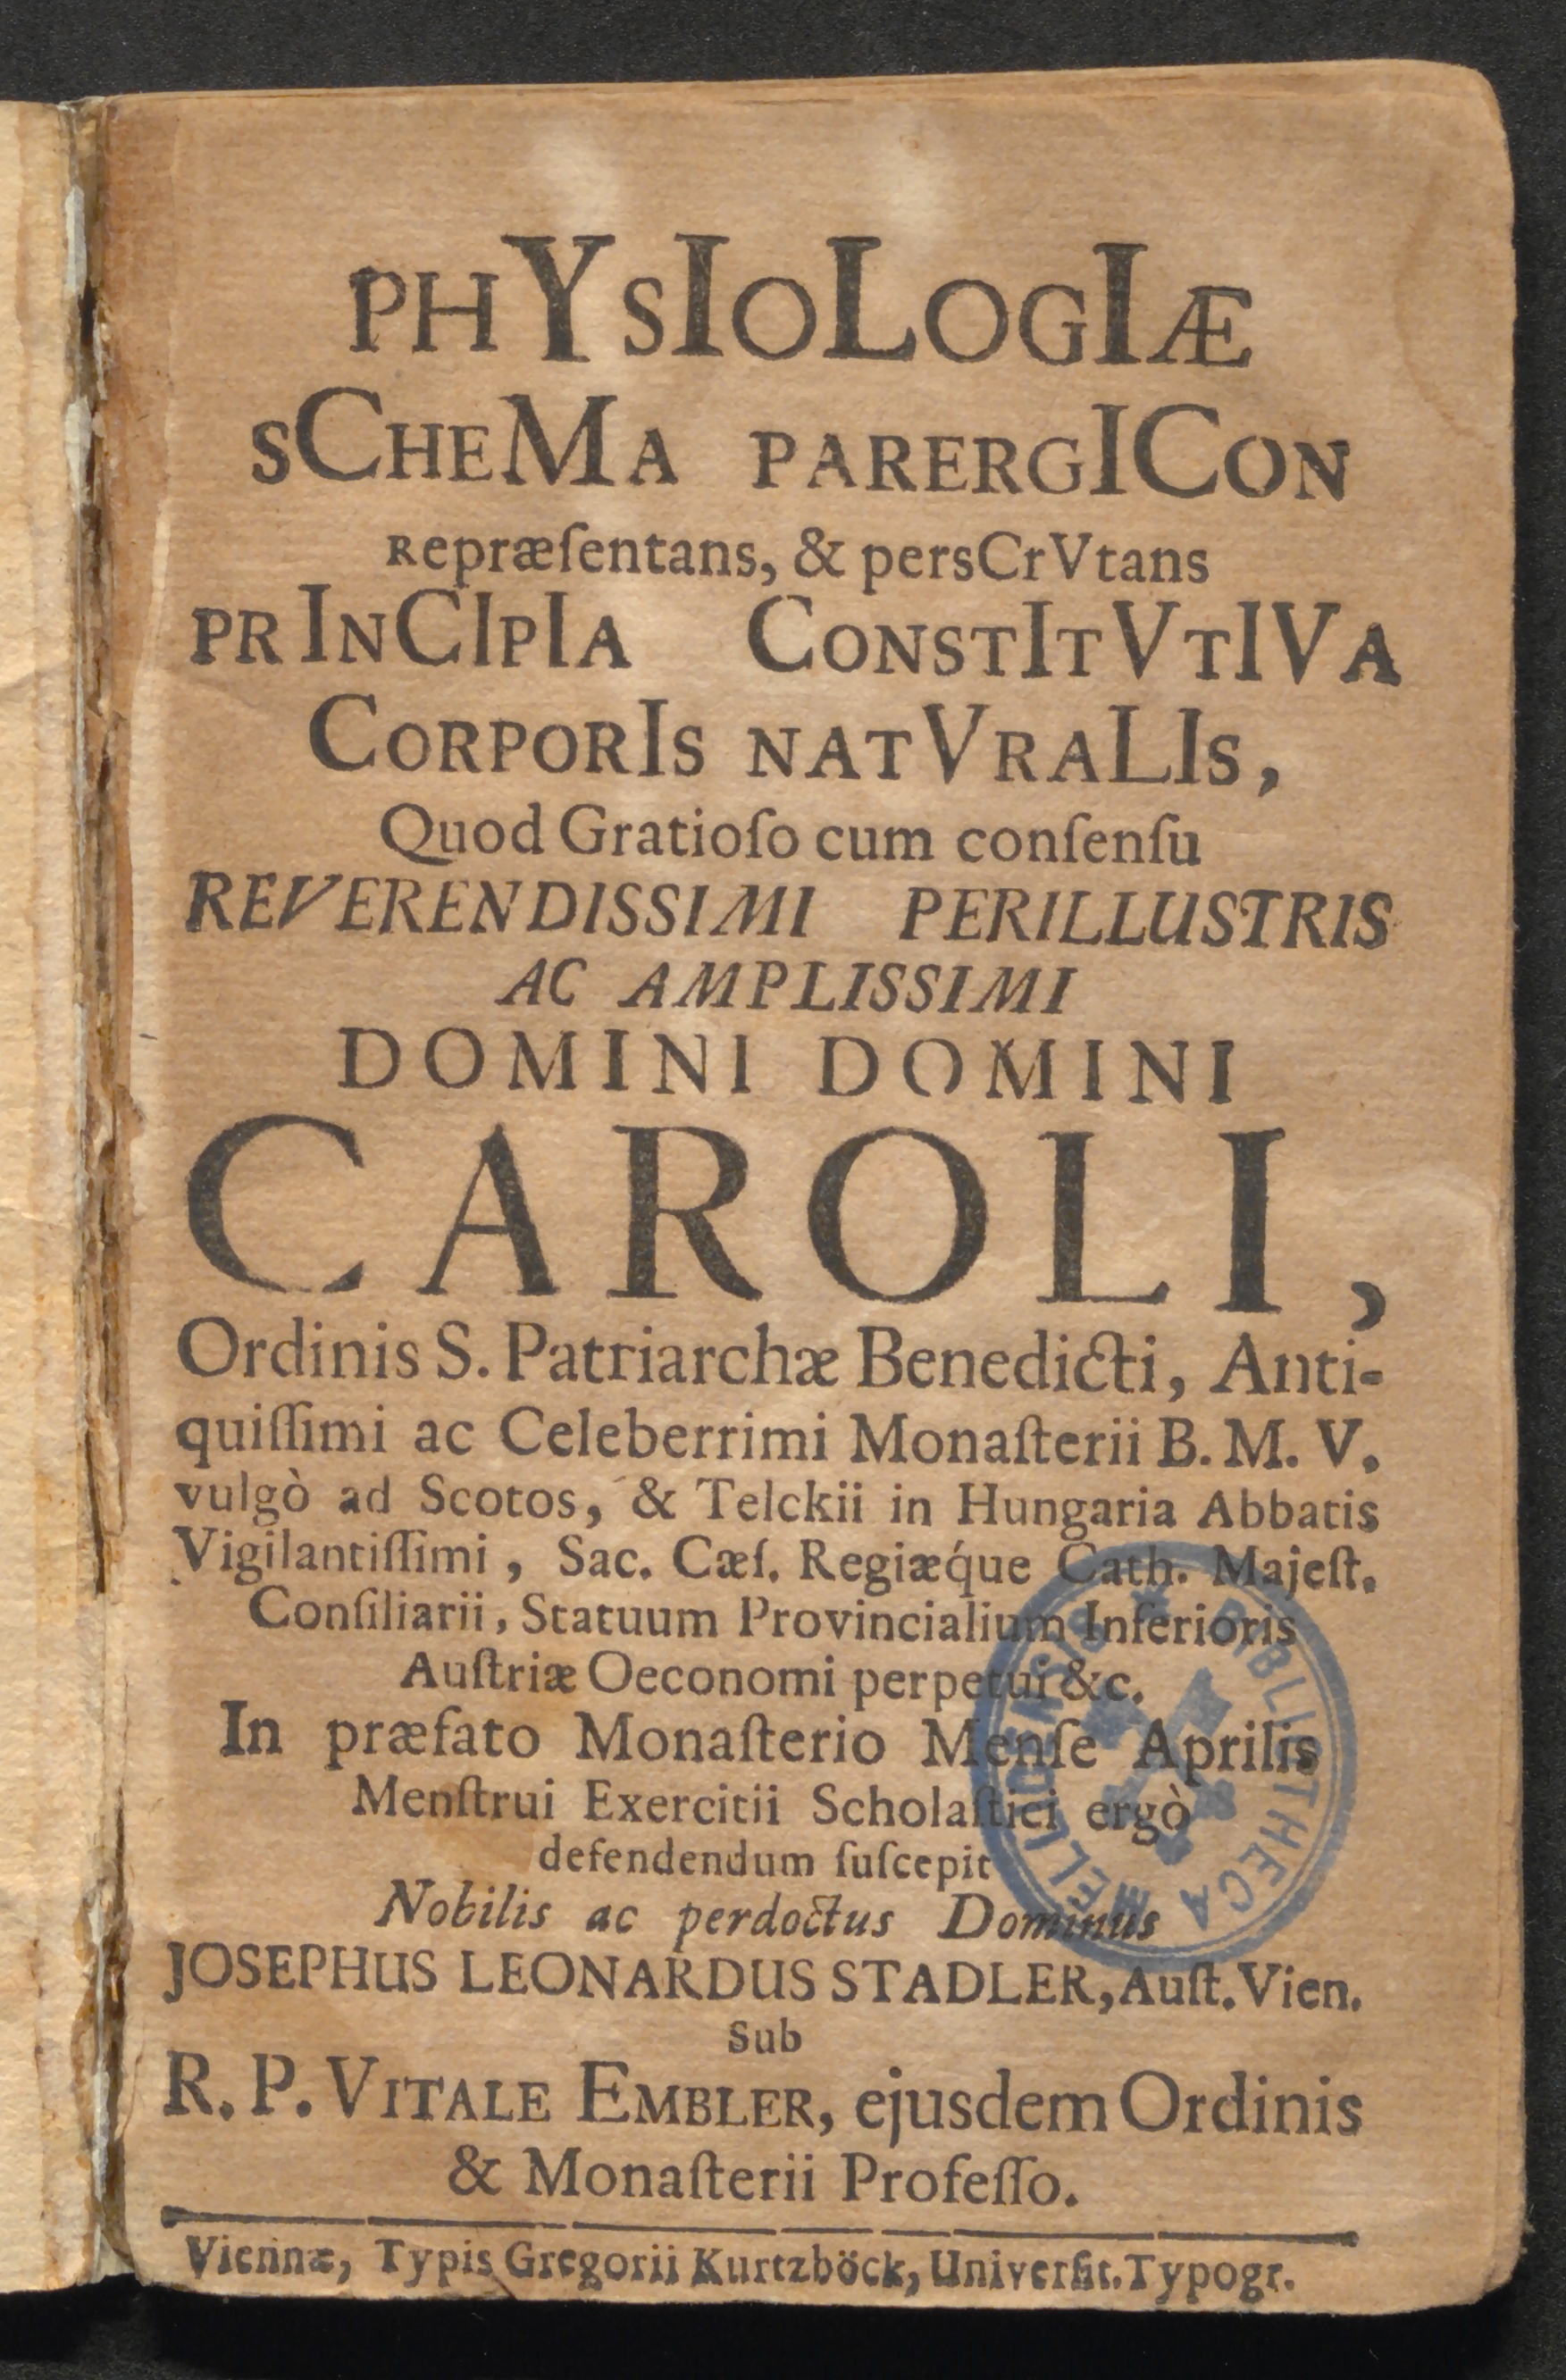 PHYsIoLogIÆ
sCHeMa parergICon
Repræſentans, & persCrVtans
prInCIpIa ConstItVtIVa
CorporIs natVraLIs,
Quod Gratioſo cum conſenſu
REVERENDISSIMI PERILLUSTRIS
AC AMPLISSIMI
DOMINI DOMINI
CAROLI,
Ordinis S. Patriarchæ Benedicti, Anti-
quiſſimi ac Celeberrimi Monaſterii B. M. V.
vulgò ad Scotos, & Telckii in Hungaria Abbatis
Vigilantiſſimi, Sac. Cæſ. Regiæq́ue Cath. Majeſt.
Conſiliarii, Statuum Provincialium Inferioris
Auſtriæ Oeconomi perpetui &c.
In præfato Monaſterio Menſe Aprilis
Menſtrui Exercitii Scholaſtici ergò
defendendum ſuſcepit
Nobilis ac perdoctus Dominus
JOSEPHUS LEONARDUS STADLER, Auſt. Vien.
Sub
R. P. VITALE EMBLER, ejusdem Ordinis
& Monaſterii Profeſſo.
Viennæ, Typis Gregorii Kurtzböck, Univerſit. Typogr.
BIBLIOTHECA MELLICENSIS